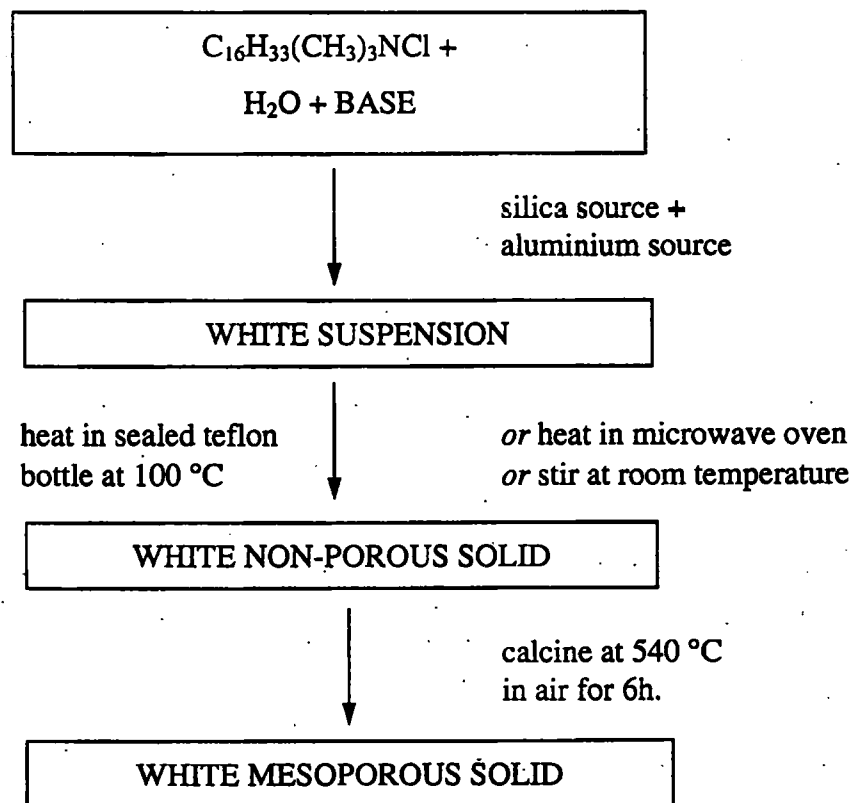 C₁₆H₃₃(CH₃)₃NCl +
H₂O + BASE
silica source +
aluminium source
WHITE SUSPENSION
heat in sealed teflon
bottle at 100 °C
or heat in microwave oven
or stir at room temperature
WHITE NON-POROUS SOLID
calcine at 540 °C
in air for 6h.
WHITE MESOPOROUS SOLID